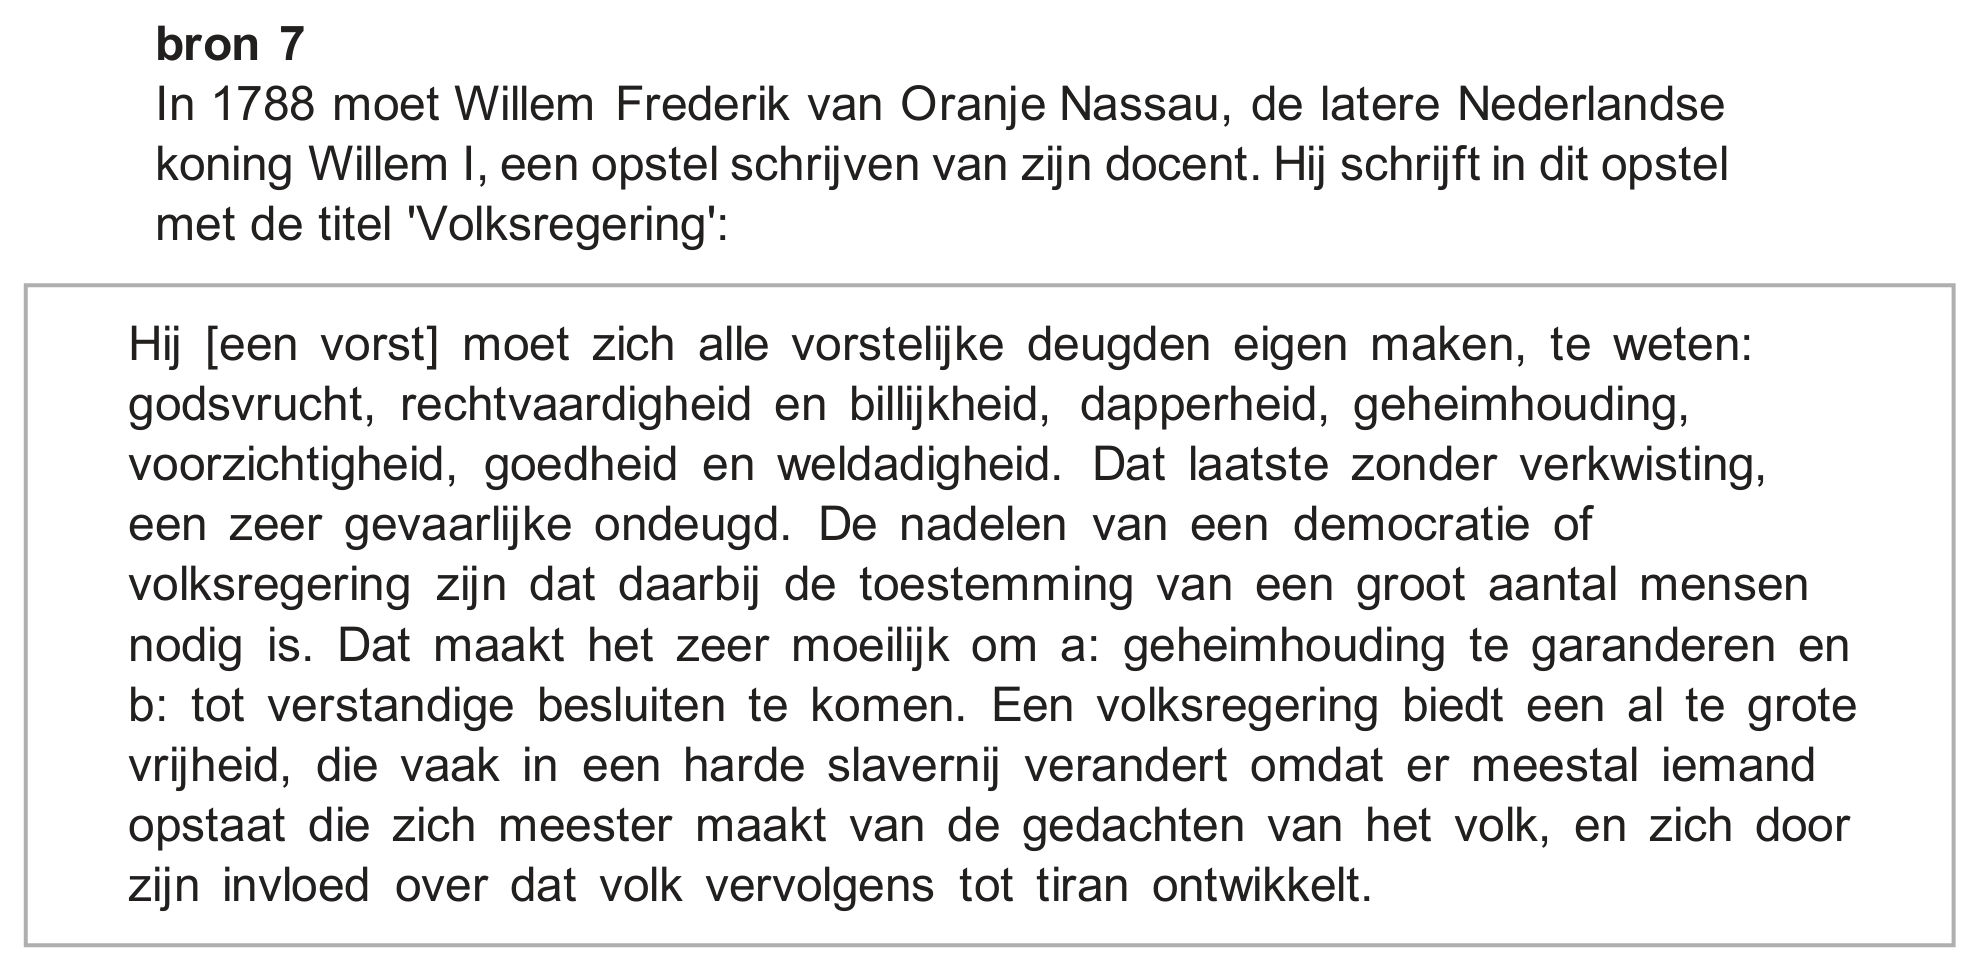 bron 7
In 1788 moet Willem Frederik van Oranje Nassau, de latere Nederlandse
koning Willem I, een opstel schrijven van zijn docent. Hij schrijft in dit opstel
met de titel 'Volksregering':
Hij [een vorst] moet zich alle vorstelijke deugden eigen maken, te weten:
godsvrucht, rechtvaardigheid en billijkheid, dapperheid, geheimhouding,
voorzichtigheid, goedheid en weldadigheid. Dat laatste zonder verkwisting,
een zeer gevaarlijke ondeugd. De nadelen van een democratie of
volksregering zijn dat daarbij de toestemming van een groot aantal mensen
nodig is. Dat maakt het zeer moeilijk om a: geheimhouding te garanderen en
b: tot verstandige besluiten te komen. Een volksregering biedt een al te grote
vrijheid, die vaak in een harde slavernij verandert omdat er meestal iemand
opstaat die zich meester maakt van de gedachten van het volk, en zich door
zijn invloed over dat volk vervolgens tot tiran ontwikkelt.